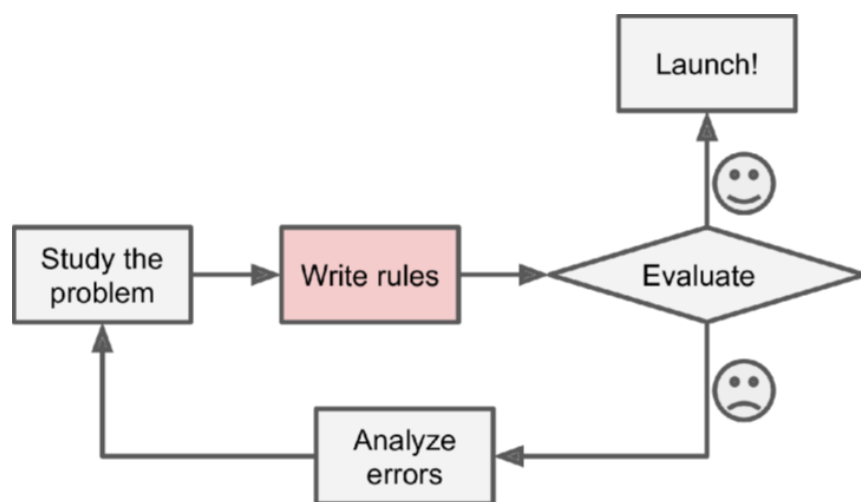 Launch!
Study the
problem
Write rules
Evaluate
Analyze
errors